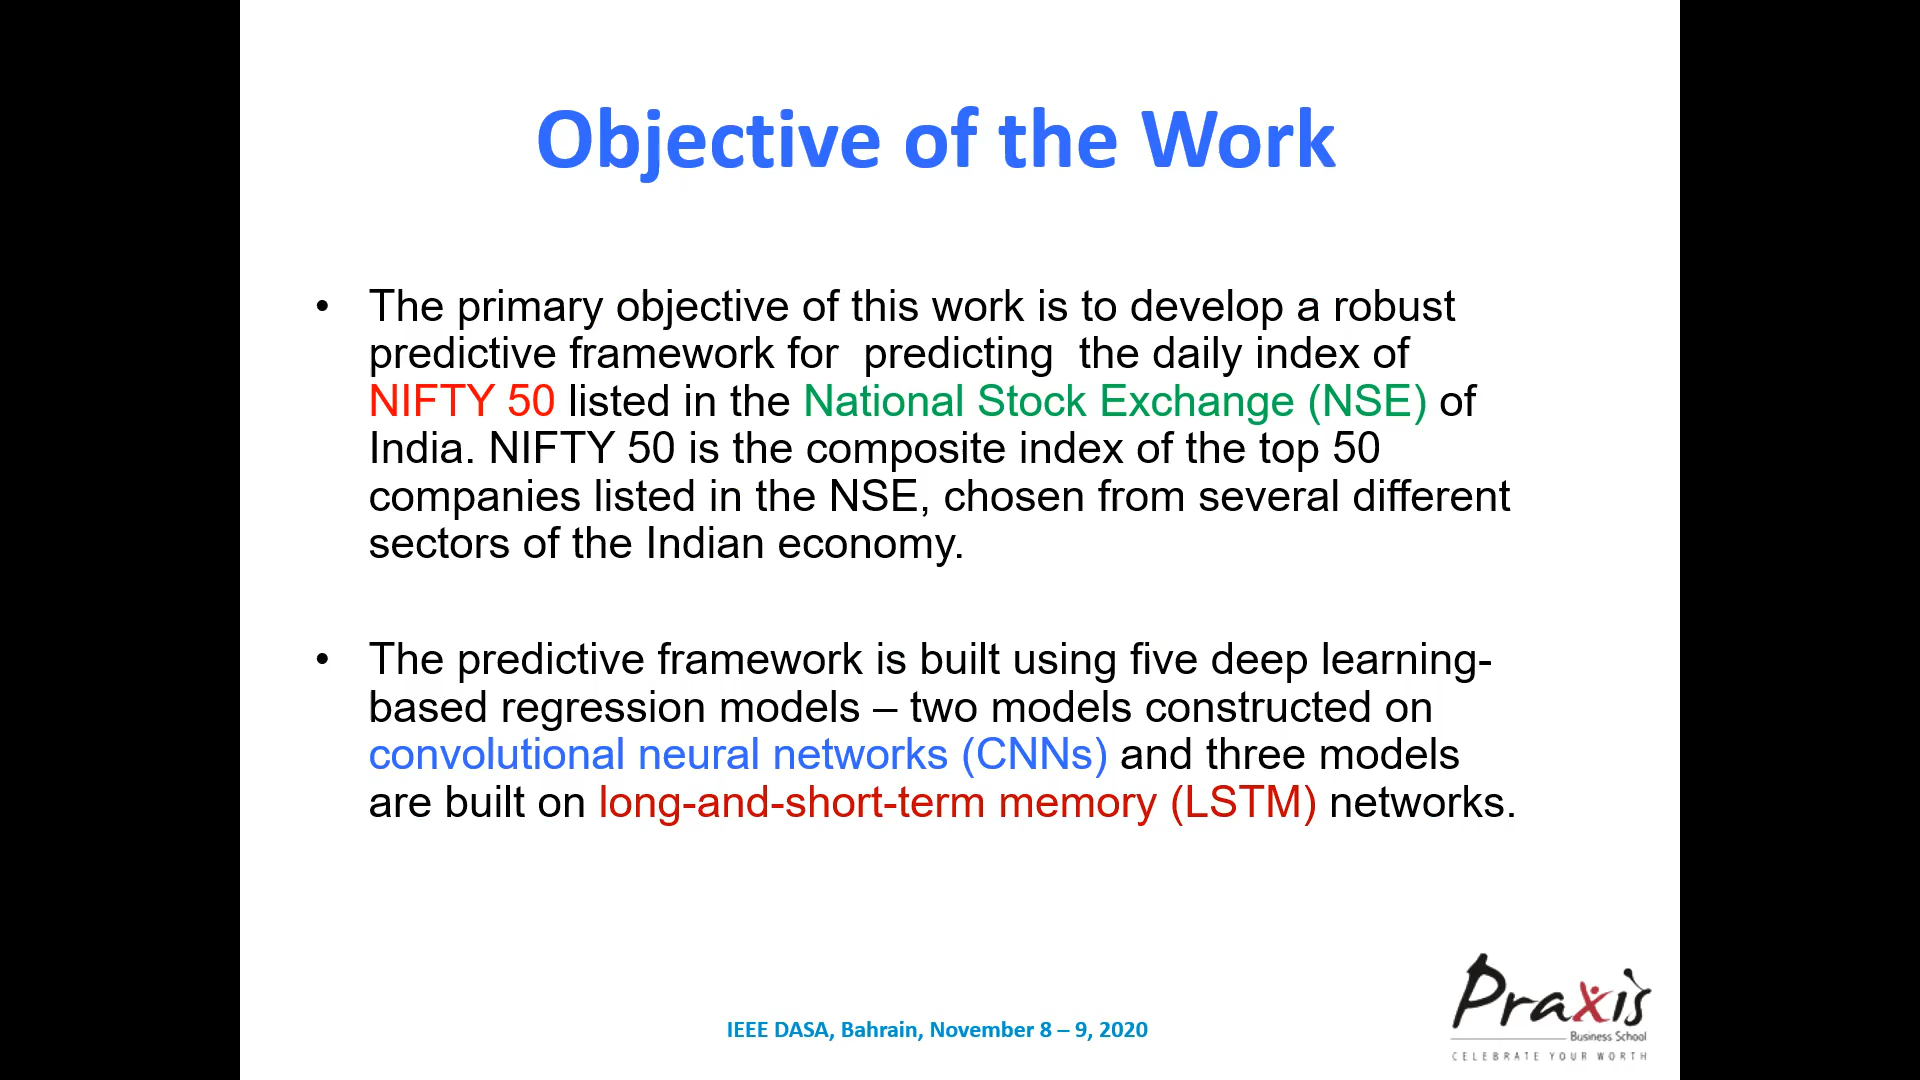 Objective of the Work
• The primary objective of this work is to develop a robust
predictive framework for predicting the daily index of
NIFTY 50 listed in the National Stock Exchange (NSE) of
India. NIFTY 50 is the composite index of the top 50
companies listed in the NSE, chosen from several different
sectors of the Indian economy.
• The predictive framework is built using five deep learning-
based regression models – two models constructed on
convolutional neural networks (CNNs) and three models
are built on long-and-short-term memory (LSTM) networks.
IEEE DASA, Bahrain, November 8 – 9, 2020
Praxis
Business School
CELEBRATE YOUR WORTH